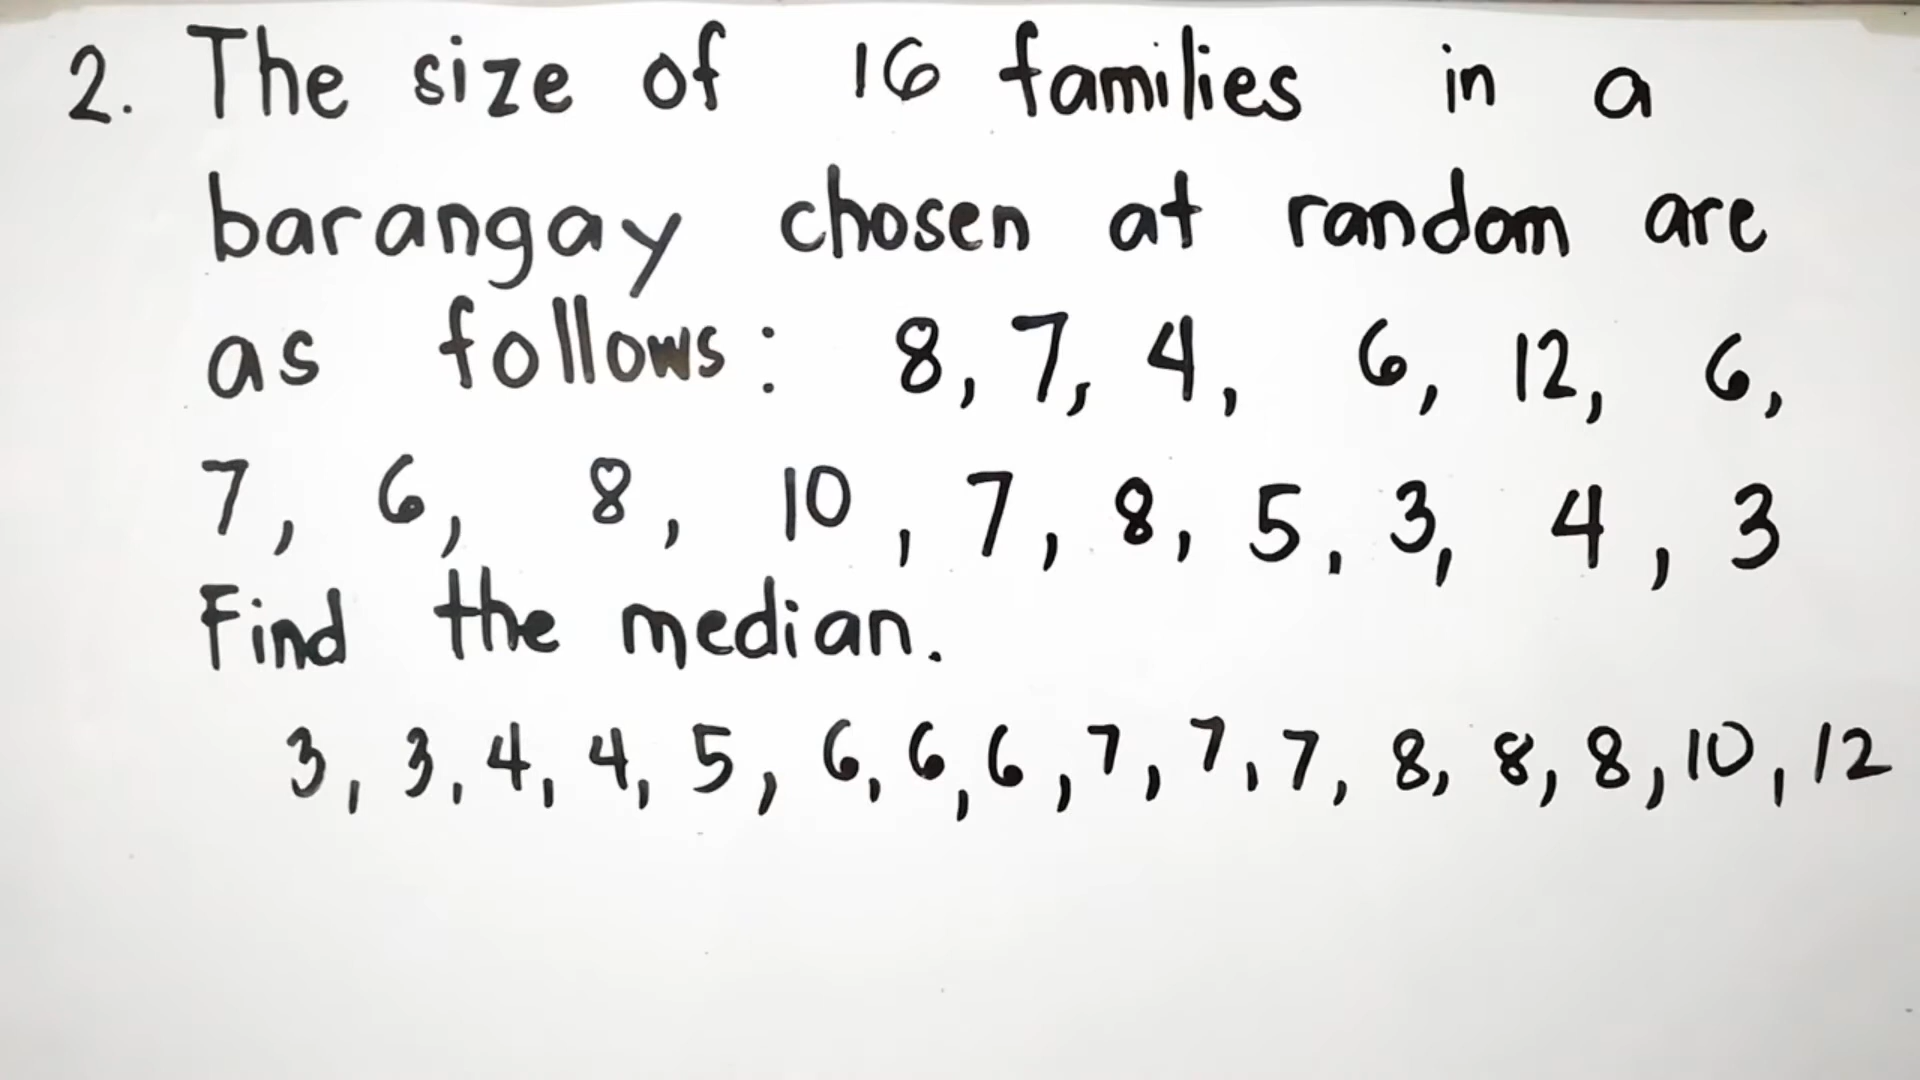 2. The size of 16 families in a
barangay chosen at random are
as follows: 8, 7, 4, 6, 12, 6,
7, 6, 8, 10, 7, 8, 5, 3, 4, 3
Find the median.
3, 3, 4, 4, 5, 6, 6, 6, 7, 7, 7, 8, 8, 8, 10, 12